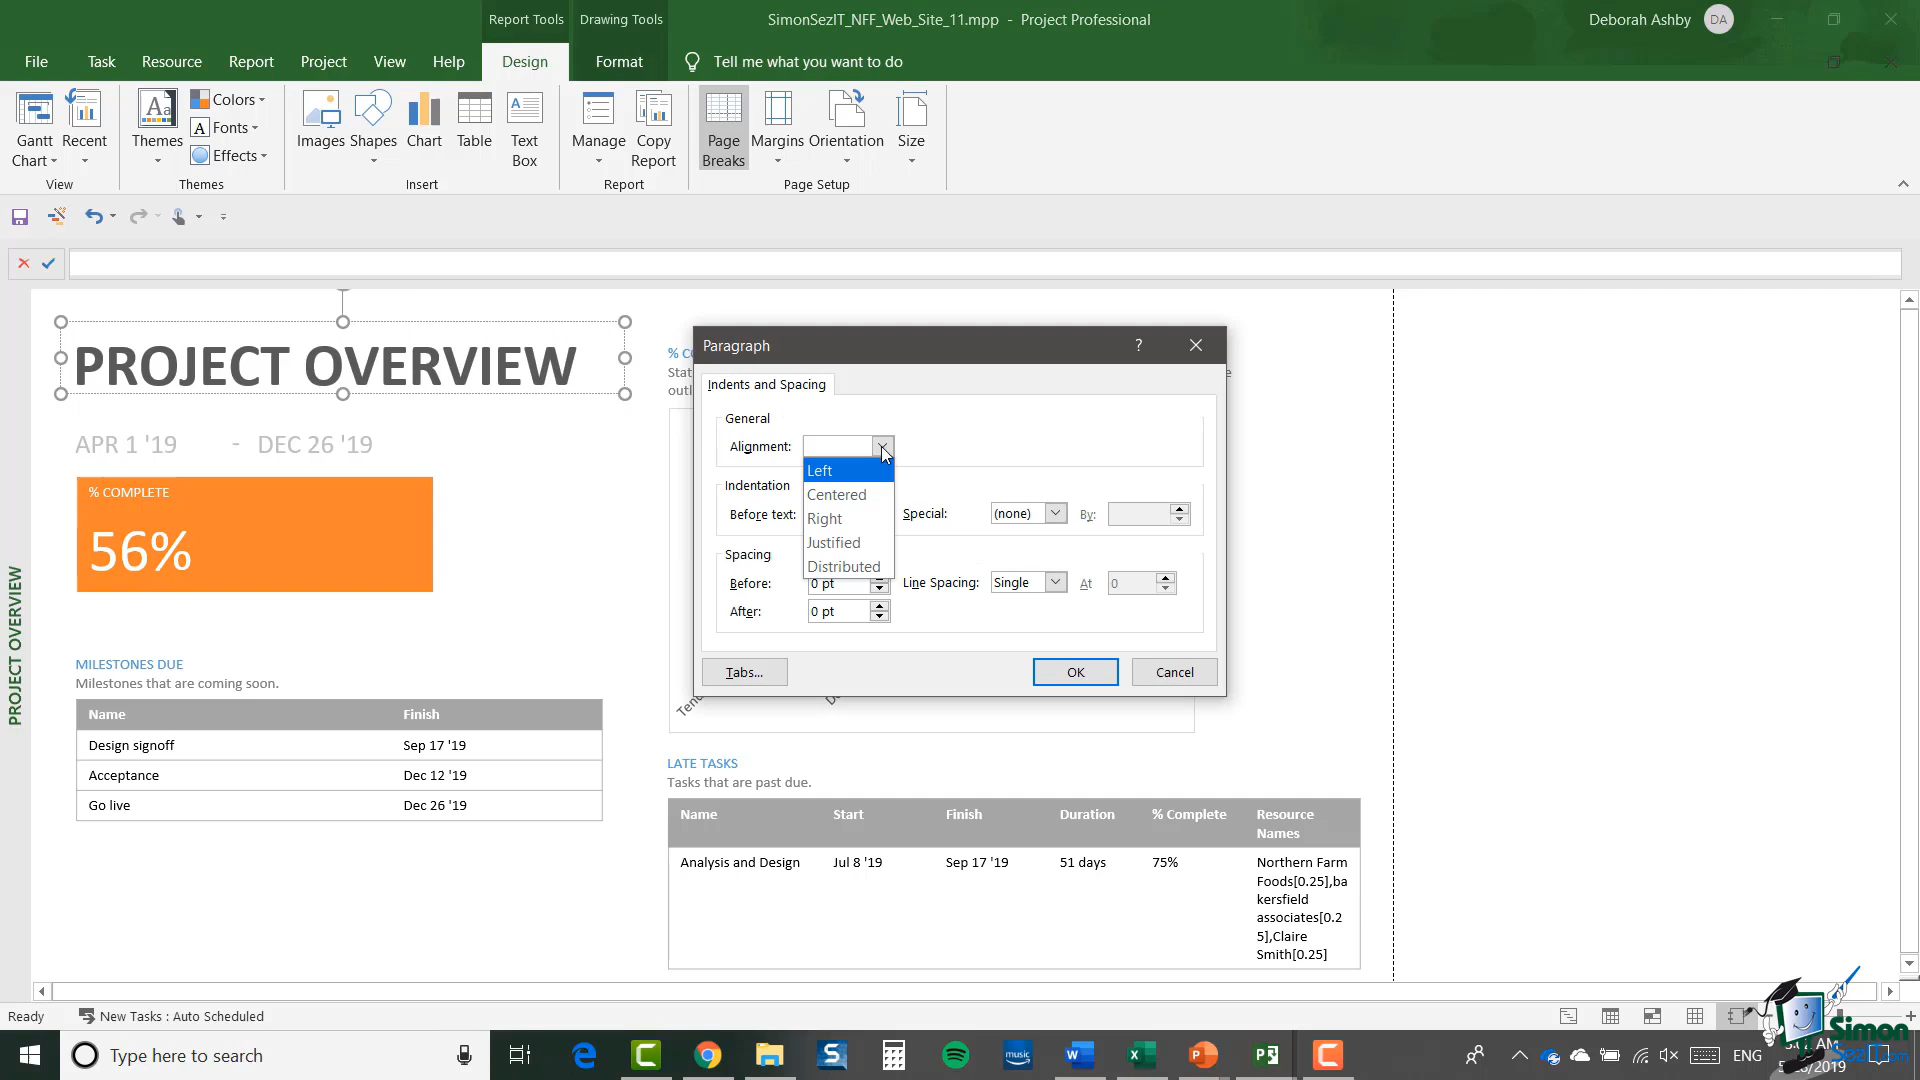 Report Tools
Drawing Tools
SimonSezIT_NFF_Web_Site_11.mpp - Project Professional
Deborah Ashby
DA
File
Task
Resource
Report
Project
View
Help
Design
Format
Tell me what you want to do
Gantt
Chart
Recent
Themes
Colors
Fonts
Effects
Images
Shapes
Chart
Table
Text
Box
Manage
Copy
Report
Page
Breaks
Margins
Orientation
Size
View
Themes
Insert
Report
Page Setup
PROJECT OVERVIEW
PROJECT OVERVIEW
APR 1 '19 - DEC 26 '19
% COMPLETE
56%
MILESTONES DUE
Milestones that are coming soon.
Name Finish
Design signoff Sep 17 '19
Acceptance Dec 12 '19
Go live Dec 26 '19
% CO
Stat
outl
Paragraph
?
Indents and Spacing
General
Alignment:
Left
Centered
Right
Justified
Distributed
Indentation
Before text:
Special:
(none)
By:
Spacing
Before:
0 pt
Line Spacing:
Single
At
0
After:
0 pt
Tabs...
OK
Cancel
LATE TASKS
Tasks that are past due.
Name Start Finish Duration % Complete Resource
Names
Analysis and Design Jul 8 '19 Sep 17 '19 51 days 75% Northern Farm
Foods[0.25],ba
kersfield
associates[0.2
5],Claire
Smith[0.25]
Ready
New Tasks : Auto Scheduled
Type here to search
music
ENG
Simon
SezIT.com